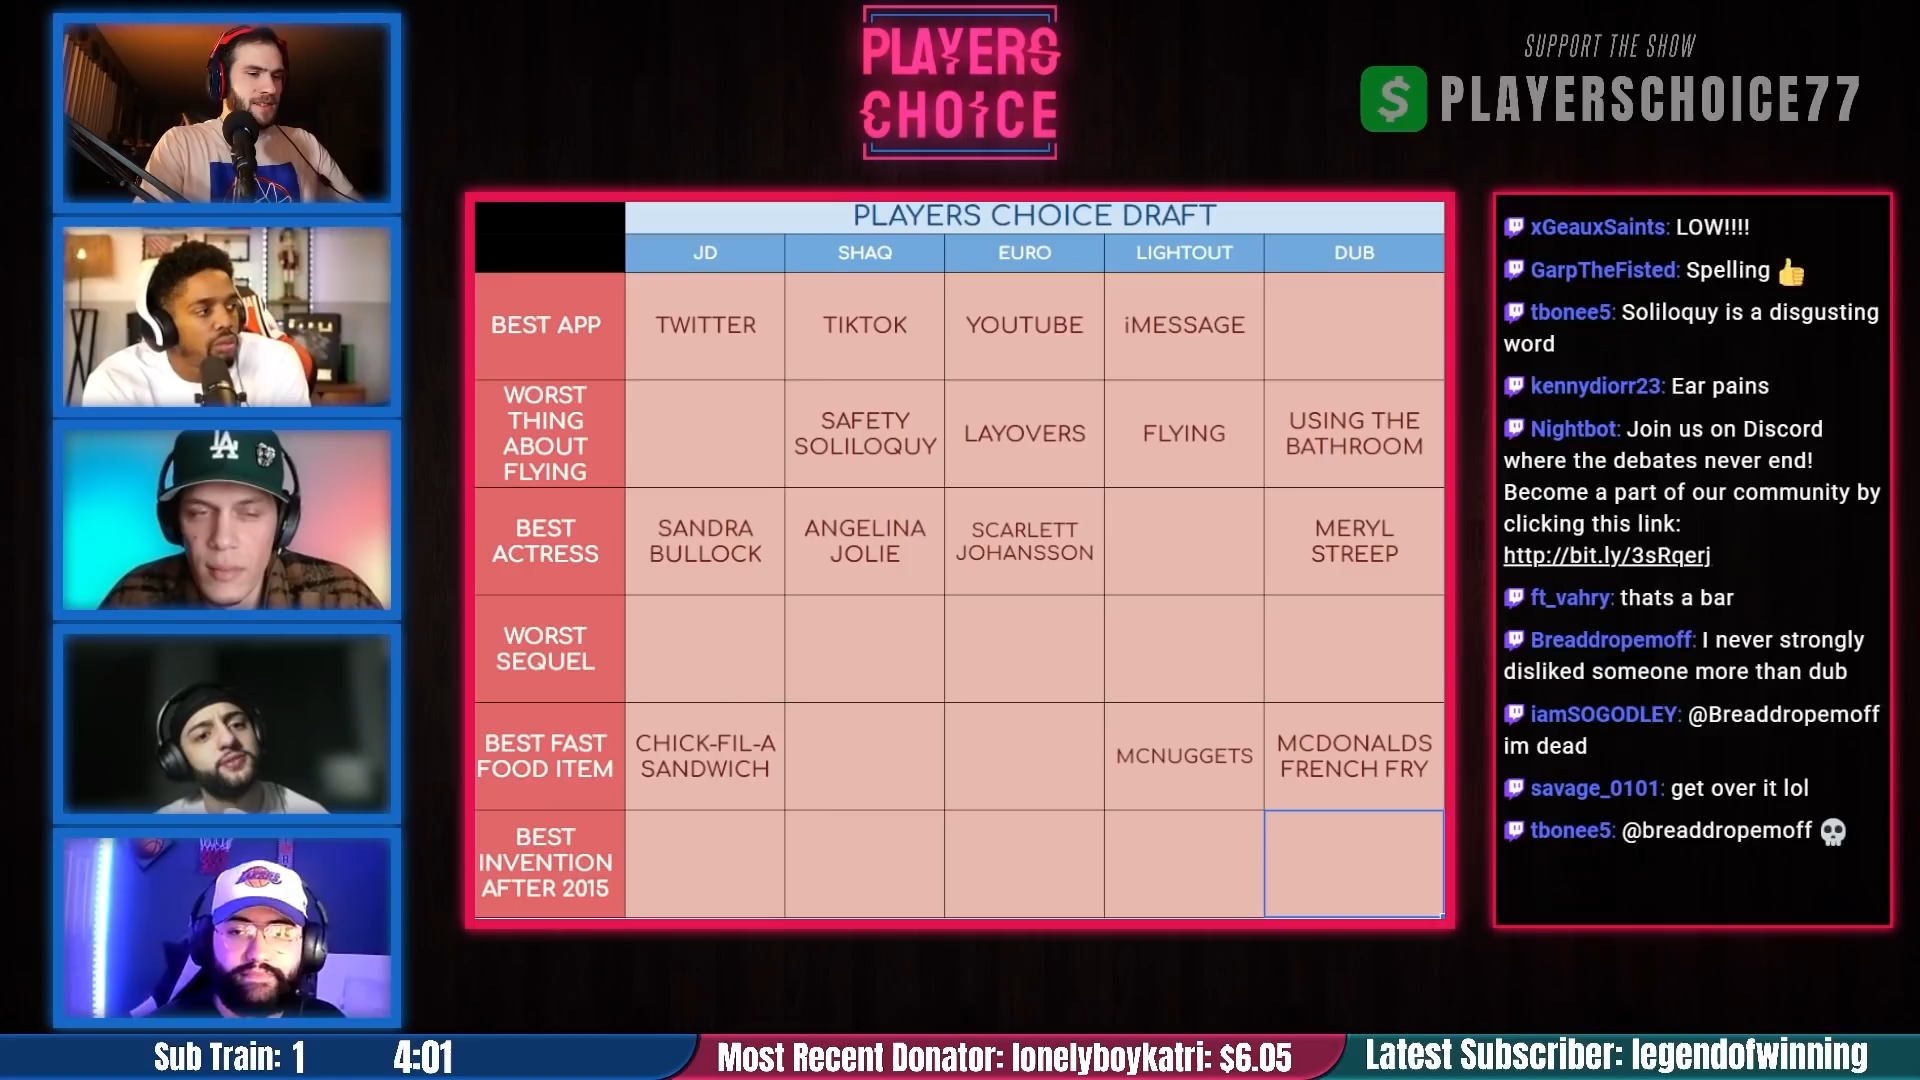 PLAYERS
CHOICE
SUPPORT THE SHOW
$ PLAYERSCHOICE77
LA
LAKERS
PLAYERS CHOICE DRAFT
JD SHAQ EURO LIGHTOUT DUB
BEST APP TWITTER TIKTOK YOUTUBE iMESSAGE
WORST
THING
ABOUT
FLYING
SAFETY
SOLILOQUY
LAYOVERS
FLYING
USING THE
BATHROOM
BEST
ACTRESS
SANDRA
BULLOCK
ANGELINA
JOLIE
SCARLETT
JOHANSSON
MERYL
STREEP
WORST
SEQUEL
BEST FAST
FOOD ITEM
CHICK-FIL-A
SANDWICH
MCNUGGETS
MCDONALDS
FRENCH FRY
BEST
INVENTION
AFTER 2015
xGeauxSaints: LOW!!!!
GarpTheFisted: Spelling 👍
tbonee5: Soliloquy is a disgusting
word
kennydiorr23: Ear pains
Nightbot: Join us on Discord
where the debates never end!
Become a part of our community by
clicking this link:
http://bit.ly/3sRqerj
ft_vahry: thats a bar
Breaddropemoff: I never strongly
disliked someone more than dub
iamSOGODLEY: @Breaddropemoff
im dead
savage_0101: get over it lol
tbonee5: @breaddropemoff 💀
Sub Train: 1 4:01
Most Recent Donator: lonelyboykatri: $6.05
Latest Subscriber: legendofwinning